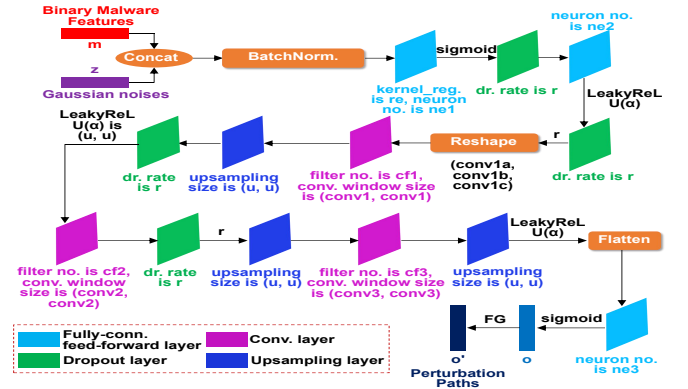 Binary Malware
Features
m
z
Gaussian noises
Concat
BatchNorm.
kernel_reg.
is re, neuron
no. is ne1
sigmoid
dr. rate is r
neuron no.
is ne2
LeakyReL
U(α)
dr. rate is r
r
Reshape
(conv1a,
conv1b,
conv1c)
filter no. is cf1,
conv. window size
is (conv1, conv1)
upsampling
size is (u, u)
dr. rate
is r
LeakyReL
U(α) is
(u, u)
filter no. is cf2,
conv. window
size is (conv2,
conv2)
dr. rate
is r
r
upsampling
size is (u, u)
filter no. is cf3,
conv. window size
is (conv3, conv3)
upsampling
size is (u, u)
LeakyReL
U(α)
Flatten
neuron no.
is ne3
sigmoid
o
FG
o'
Perturbation
Paths
Fully-conn.
feed-forward layer
Conv. layer
Dropout layer
Upsampling layer